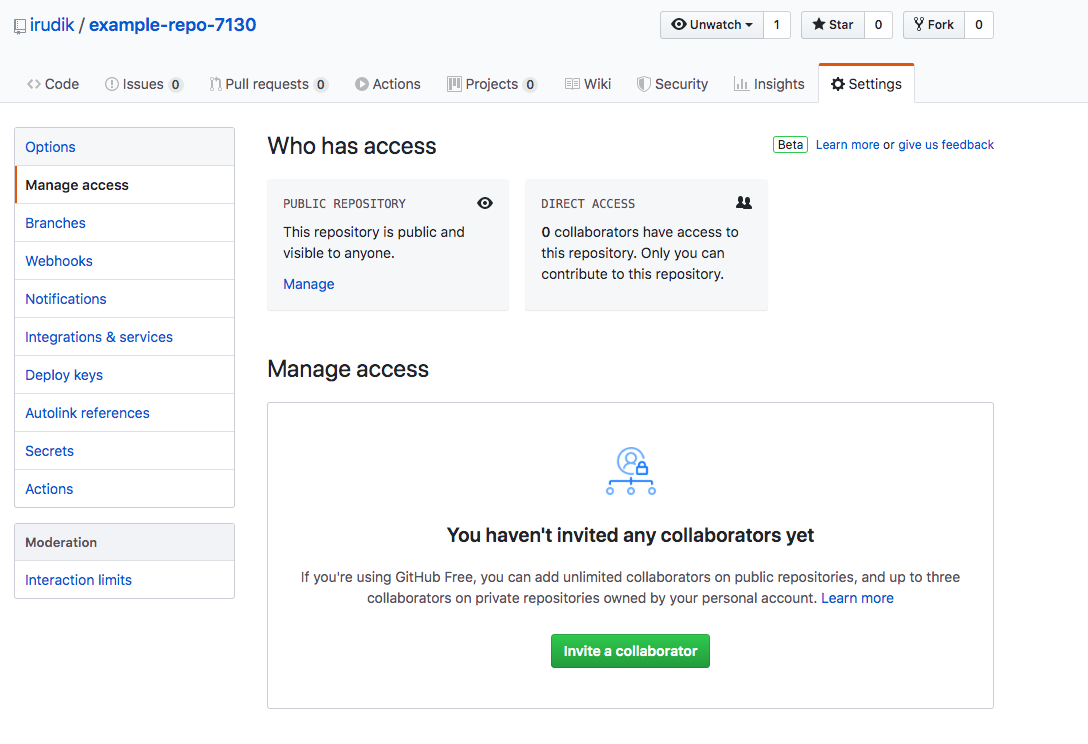 irudik / example-repo-7130
Unwatch 1 Star 0 Fork 0
Code Issues 0 Pull requests 0 Actions Projects 0 Wiki Security Insights Settings
Options
Manage access
Branches
Webhooks
Notifications
Integrations & services
Deploy keys
Autolink references
Secrets
Actions
Moderation
Interaction limits
Who has access
Beta Learn more or give us feedback
PUBLIC REPOSITORY
This repository is public and
visible to anyone.
Manage
DIRECT ACCESS
0 collaborators have access to
this repository. Only you can
contribute to this repository.
Manage access
You haven't invited any collaborators yet
If you're using GitHub Free, you can add unlimited collaborators on public repositories, and up to three
collaborators on private repositories owned by your personal account. Learn more
Invite a collaborator